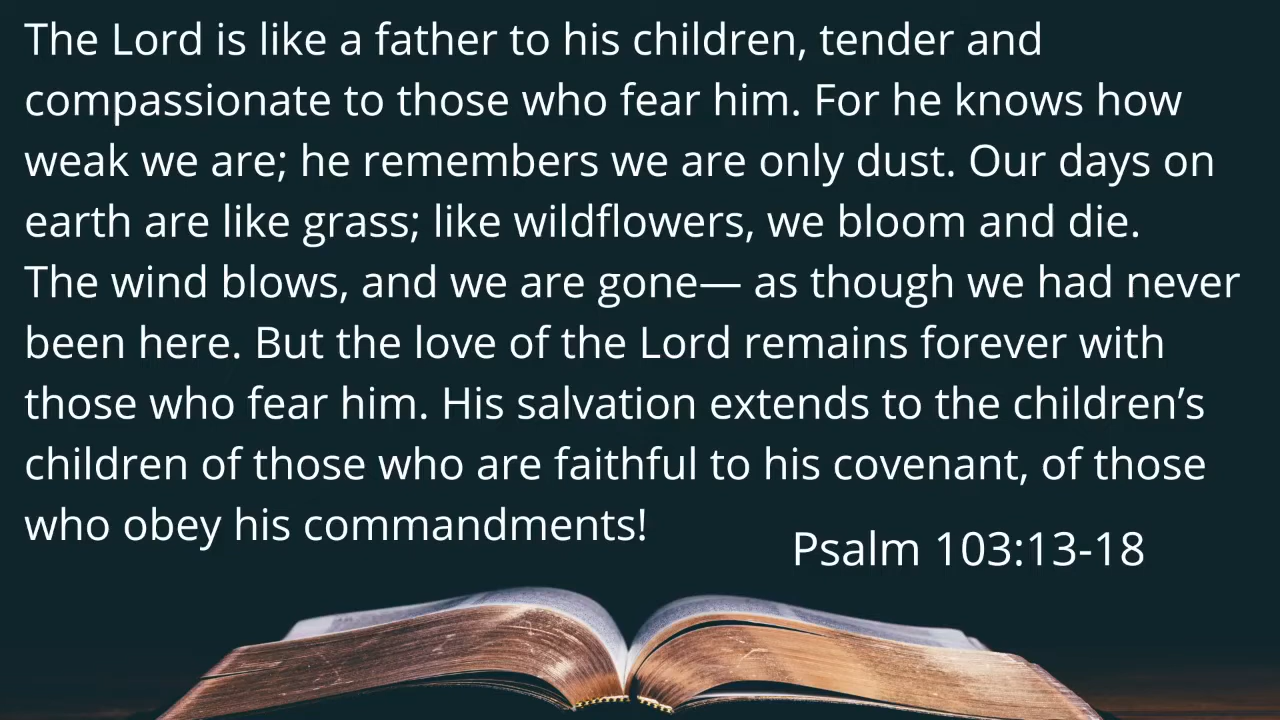 The Lord is like a father to his children, tender and
compassionate to those who fear him. For he knows how
weak we are; he remembers we are only dust. Our days on
earth are like grass; like wildflowers, we bloom and die.
The wind blows, and we are gone— as though we had never
been here. But the love of the Lord remains forever with
those who fear him. His salvation extends to the children’s
children of those who are faithful to his covenant, of those
who obey his commandments!
Psalm 103:13-18